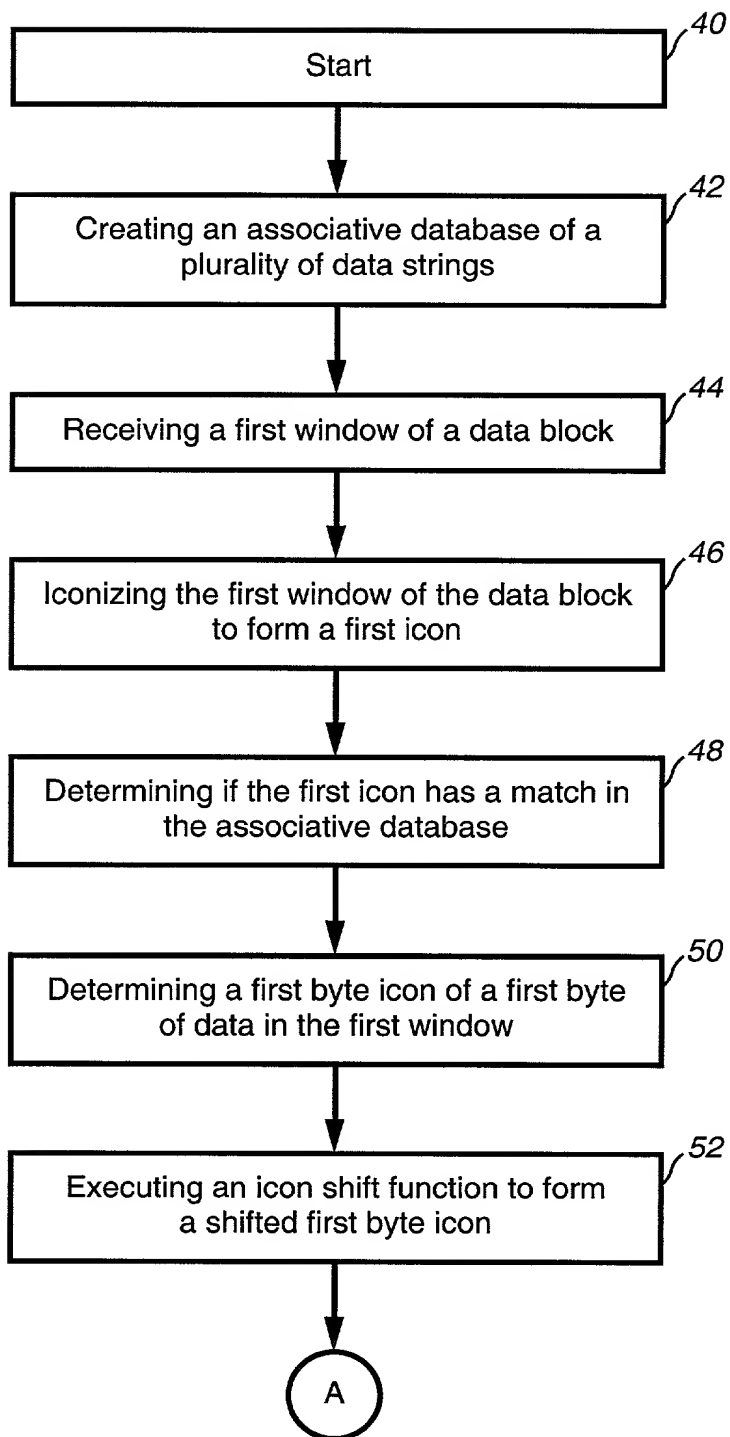 40
Start
42
Creating an associative database of a
plurality of data strings
44
Receiving a first window of a data block
46
Iconizing the first window of the data block
to form a first icon
48
Determining if the first icon has a match in
the associative database
50
Determining a first byte icon of a first byte
of data in the first window
52
Executing an icon shift function to form
a shifted first byte icon
A